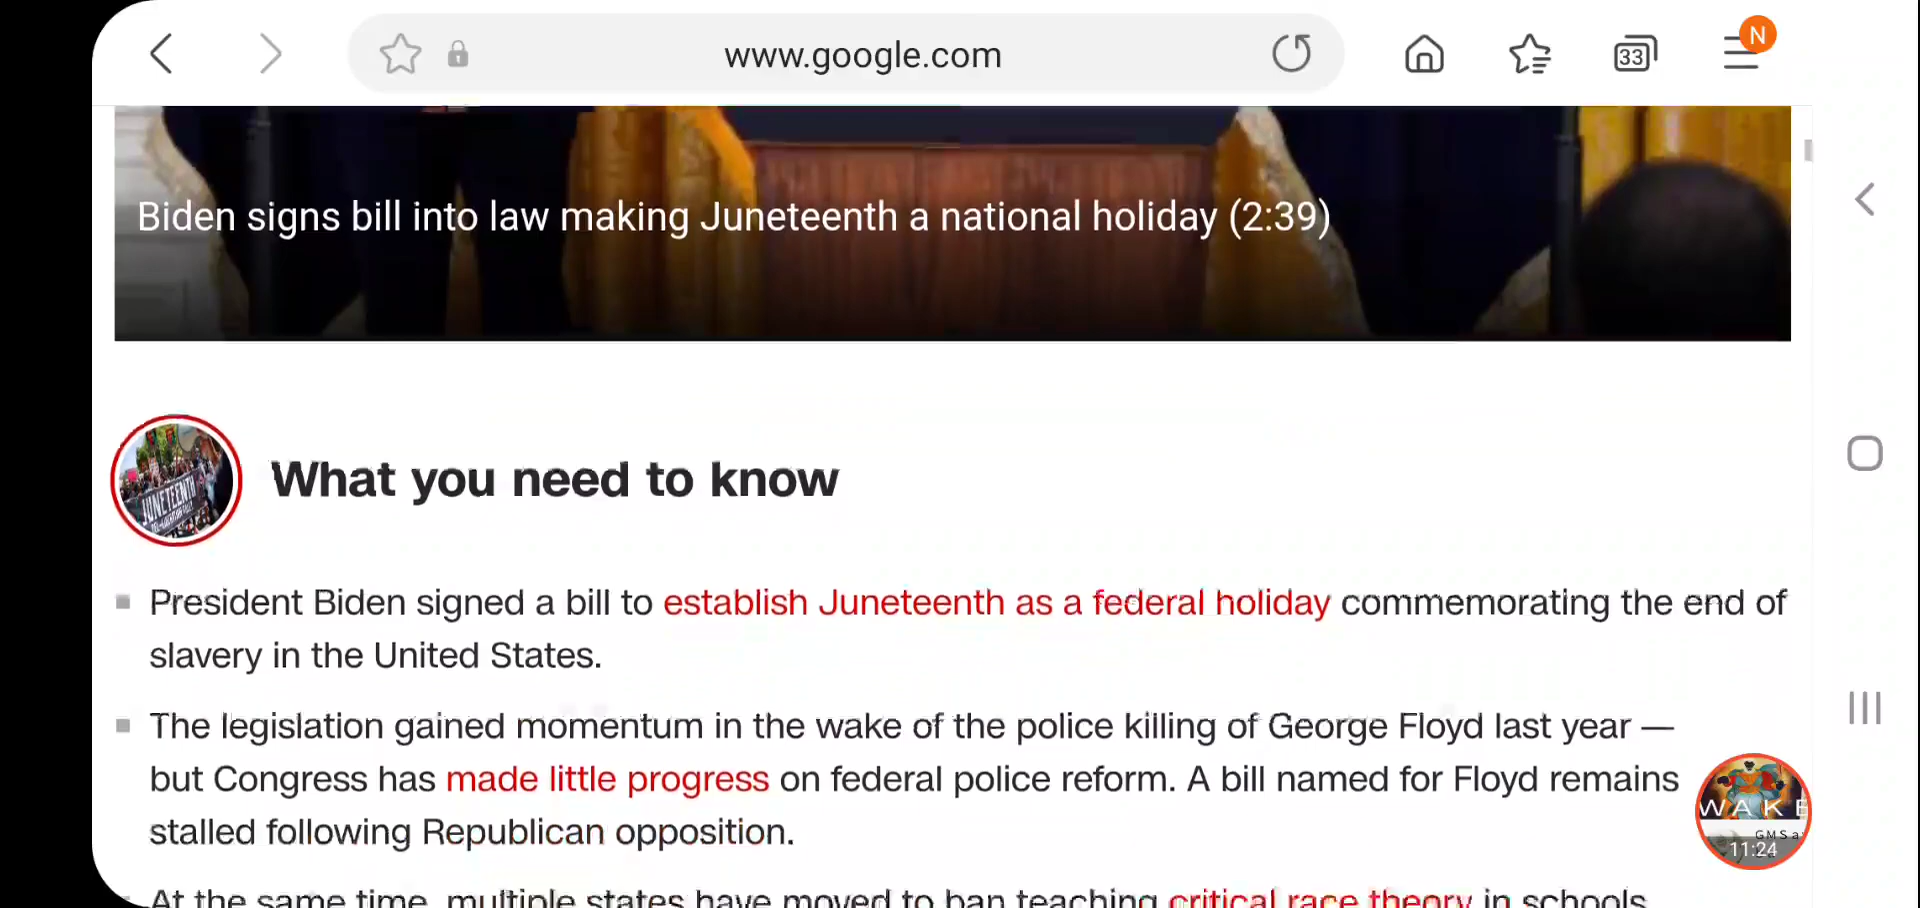 www.google.com
33
N
Biden signs bill into law making Juneteenth a national holiday (2:39)
JUNETEENTH
What you need to know
President Biden signed a bill to establish Juneteenth as a federal holiday commemorating the end of
slavery in the United States.
The legislation gained momentum in the wake of the police killing of George Floyd last year —
but Congress has made little progress on federal police reform. A bill named for Floyd remains
stalled following Republican opposition.
WAKE
GMSa
11:24
At the same time, multiple states have moved to ban teaching critical race theory in schools